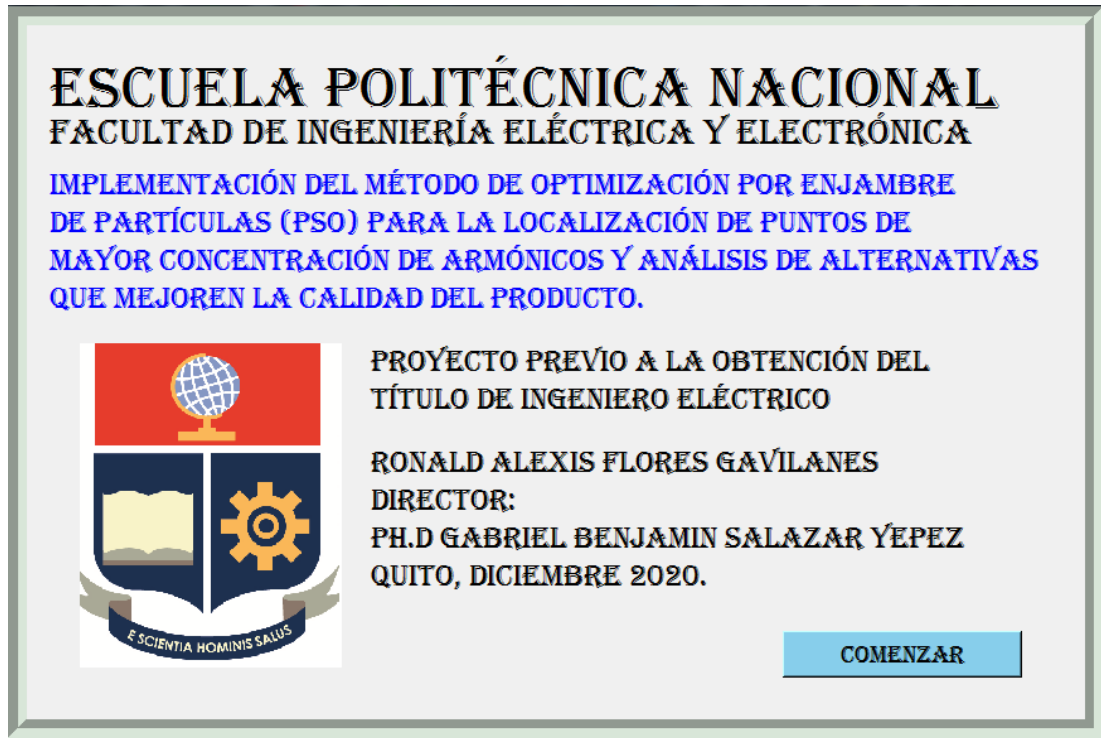 ESCUELA POLITÉCNICA NACIONAL
FACULTAD DE INGENIERÍA ELÉCTRICA Y ELECTRÓNICA
IMPLEMENTACIÓN DEL MÉTODO DE OPTIMIZACIÓN POR ENJAMBRE
DE PARTÍCULAS (PSO) PARA LA LOCALIZACIÓN DE PUNTOS DE
MAYOR CONCENTRACIÓN DE ARMÓNICOS Y ANÁLISIS DE ALTERNATIVAS
QUE MEJOREN LA CALIDAD DEL PRODUCTO.
PROYECTO PREVIO A LA OBTENCIÓN DEL
TÍTULO DE INGENIERO ELÉCTRICO
RONALD ALEXIS FLORES GAVILANES
DIRECTOR:
PH.D GABRIEL BENJAMIN SALAZAR YEPEZ
QUITO, DICIEMBRE 2020.
E SCIENTIA HOMINIS SALUS
COMENZAR